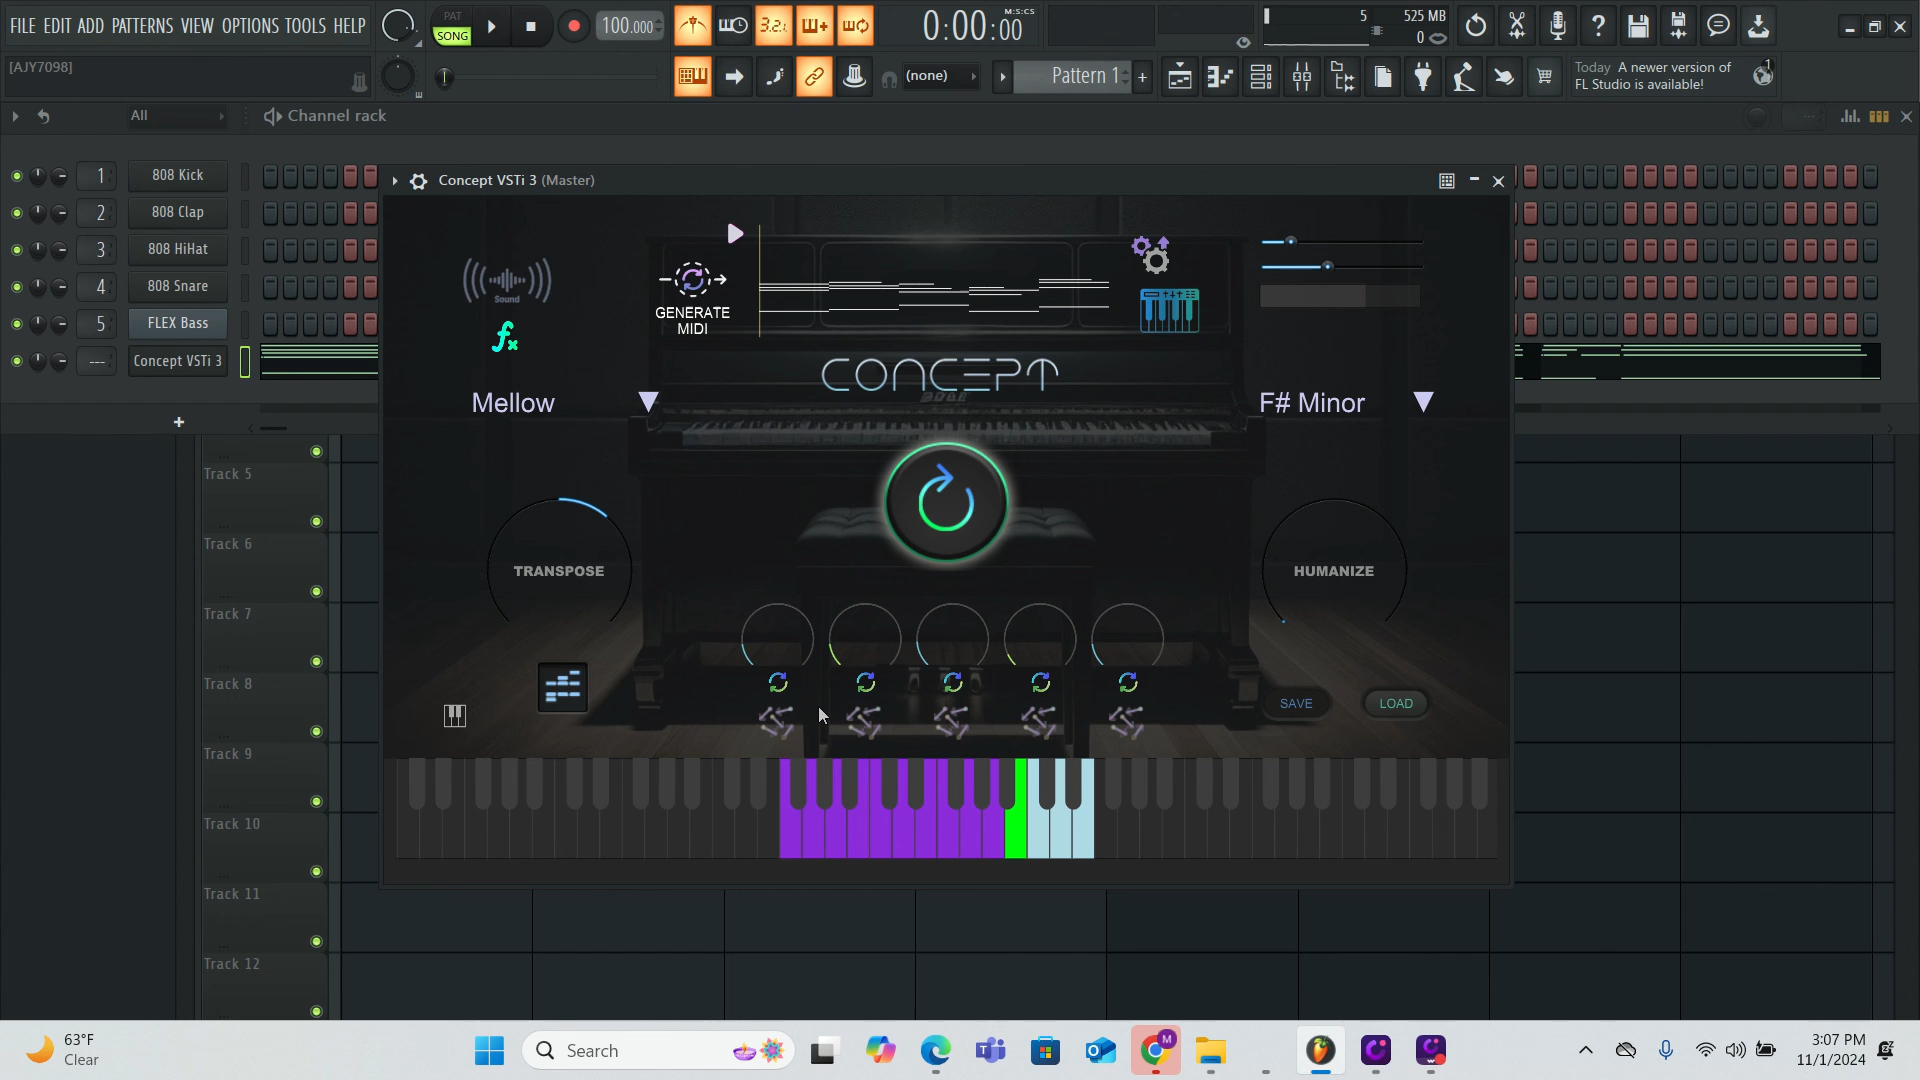 FILE EDIT ADD PATTERNS VIEW OPTIONS TOOLS HELP
PAT
SONG
100.000
3.2.1
0:00:00
M:S:CS
5
525 MB
0
[AJY7098]
(none)
Pattern 1
Today A newer version of
FL Studio is available!
1
All
Channel rack
1 808 Kick
2 808 Clap
3 808 HiHat
4 808 Snare
5 FLEX Bass
--- Concept VSTi 3
Concept VSTi 3 (Master)
Sound
GENERATE
MIDI
CONCEPT
Mellow
F# Minor
TRANSPOSE
HUMANIZE
SAVE
LOAD
Track 5
Track 6
Track 7
Track 8
Track 9
Track 10
Track 11
Track 12
63°F
Clear
Search
M
3:07 PM
11/1/2024